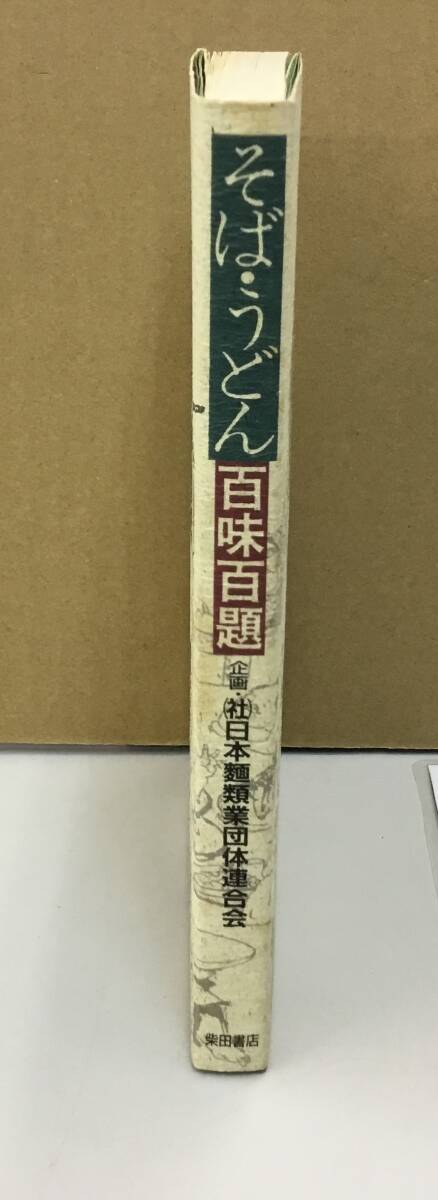 そば・うどん
百味百題
企画・㈳日本麵類業団体連合会
柴田書店